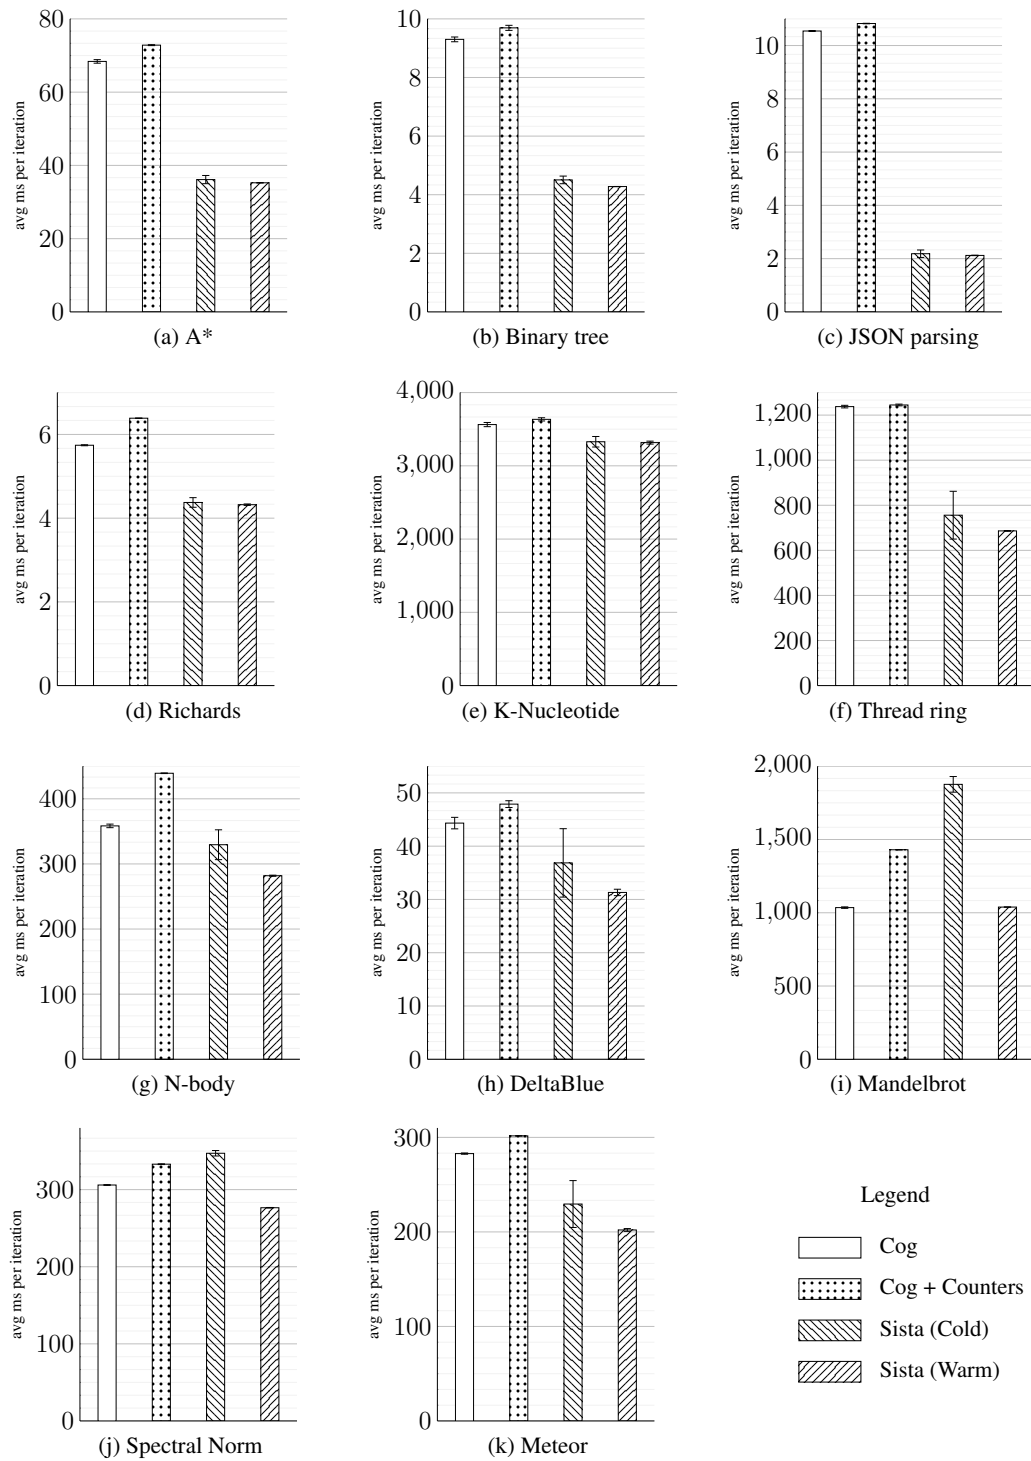 80
60
40
20
0
avg ms per iteration
(a) A*
10
8
6
4
2
0
avg ms per iteration
(b) Binary tree
10
8
6
4
2
0
avg ms per iteration
(c) JSON parsing
6
4
2
0
avg ms per iteration
(d) Richards
4,000
3,000
2,000
1,000
0
avg ms per iteration
(e) K-Nucleotide
1,200
1,000
800
600
400
200
0
avg ms per iteration
(f) Thread ring
400
300
200
100
0
avg ms per iteration
(g) N-body
50
40
30
20
10
0
avg ms per iteration
(h) DeltaBlue
2,000
1,500
1,000
500
0
avg ms per iteration
(i) Mandelbrot
300
200
100
0
avg ms per iteration
(j) Spectral Norm
300
200
100
0
avg ms per iteration
(k) Meteor
Legend
Cog
Cog + Counters
Sista (Cold)
Sista (Warm)